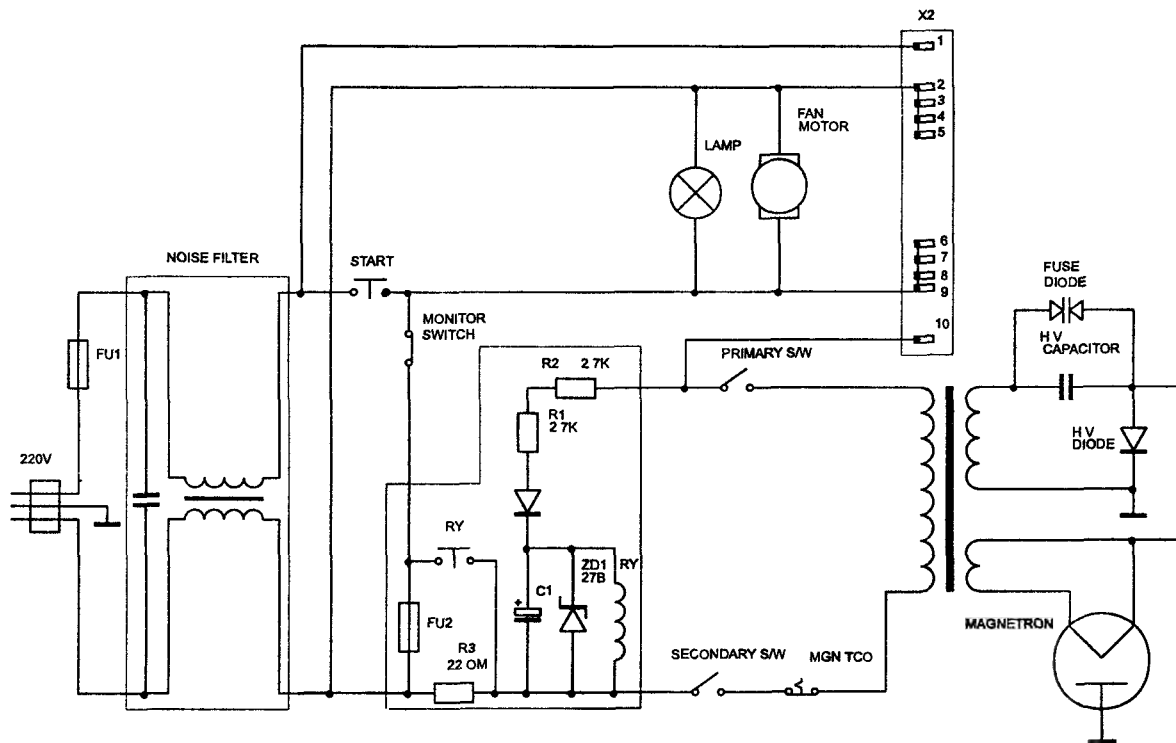 X2
1
2
3
4
5
FAN
MOTOR
LAMP
6
7
8
9
10
NOISE FILTER
START
FUSE
DIODE
MONITOR
SWITCH
H V
CAPACITOR
FU1
R2 2 7K
PRIMARY S/W
R1
2 7K
H V
DIODE
220V
RY
ZD1
27B
RY
C1
+
FU2
R3
22 OM
SECONDARY S/W
MGN TCO
MAGNETRON